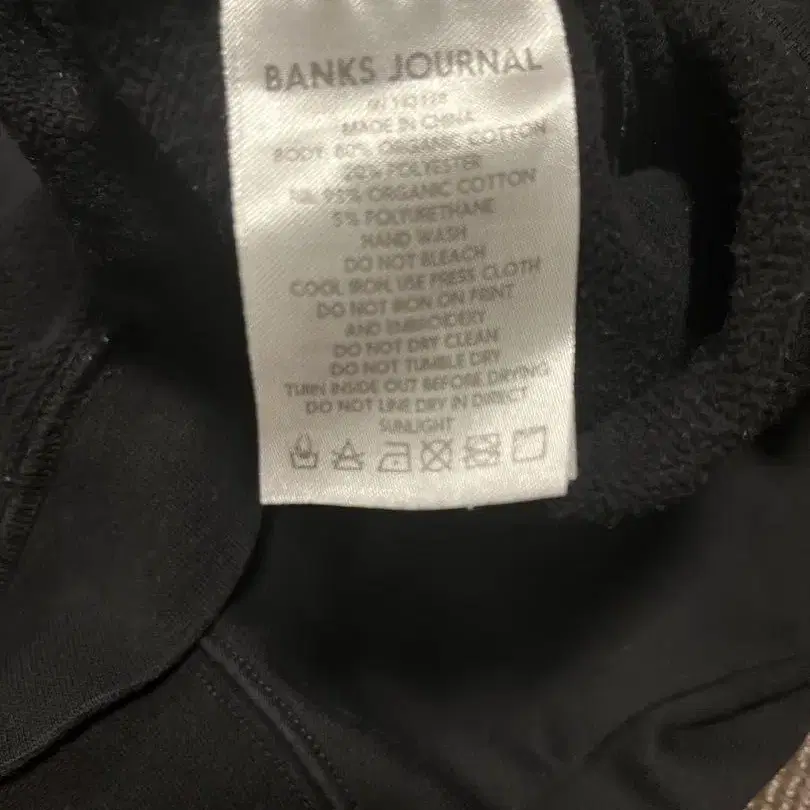 BANKS JOURNAL
MADE IN CHINA
BODY: 80% ORGANIC COTTON
20% POLYESTER
95% ORGANIC COTTON
5% POLYURETHANE
HAND WASH
DO NOT BLEACH
COOL IRON, USE PRESS CLOTH
DO NOT IRON ON PRINT
AND EMBROIDERY
DO NOT DRY CLEAN
DO NOT TUMBLE DRY
TURN INSIDE OUT BEFORE DRYING
DO NOT LINE DRY IN DIRECT
SUNLIGHT